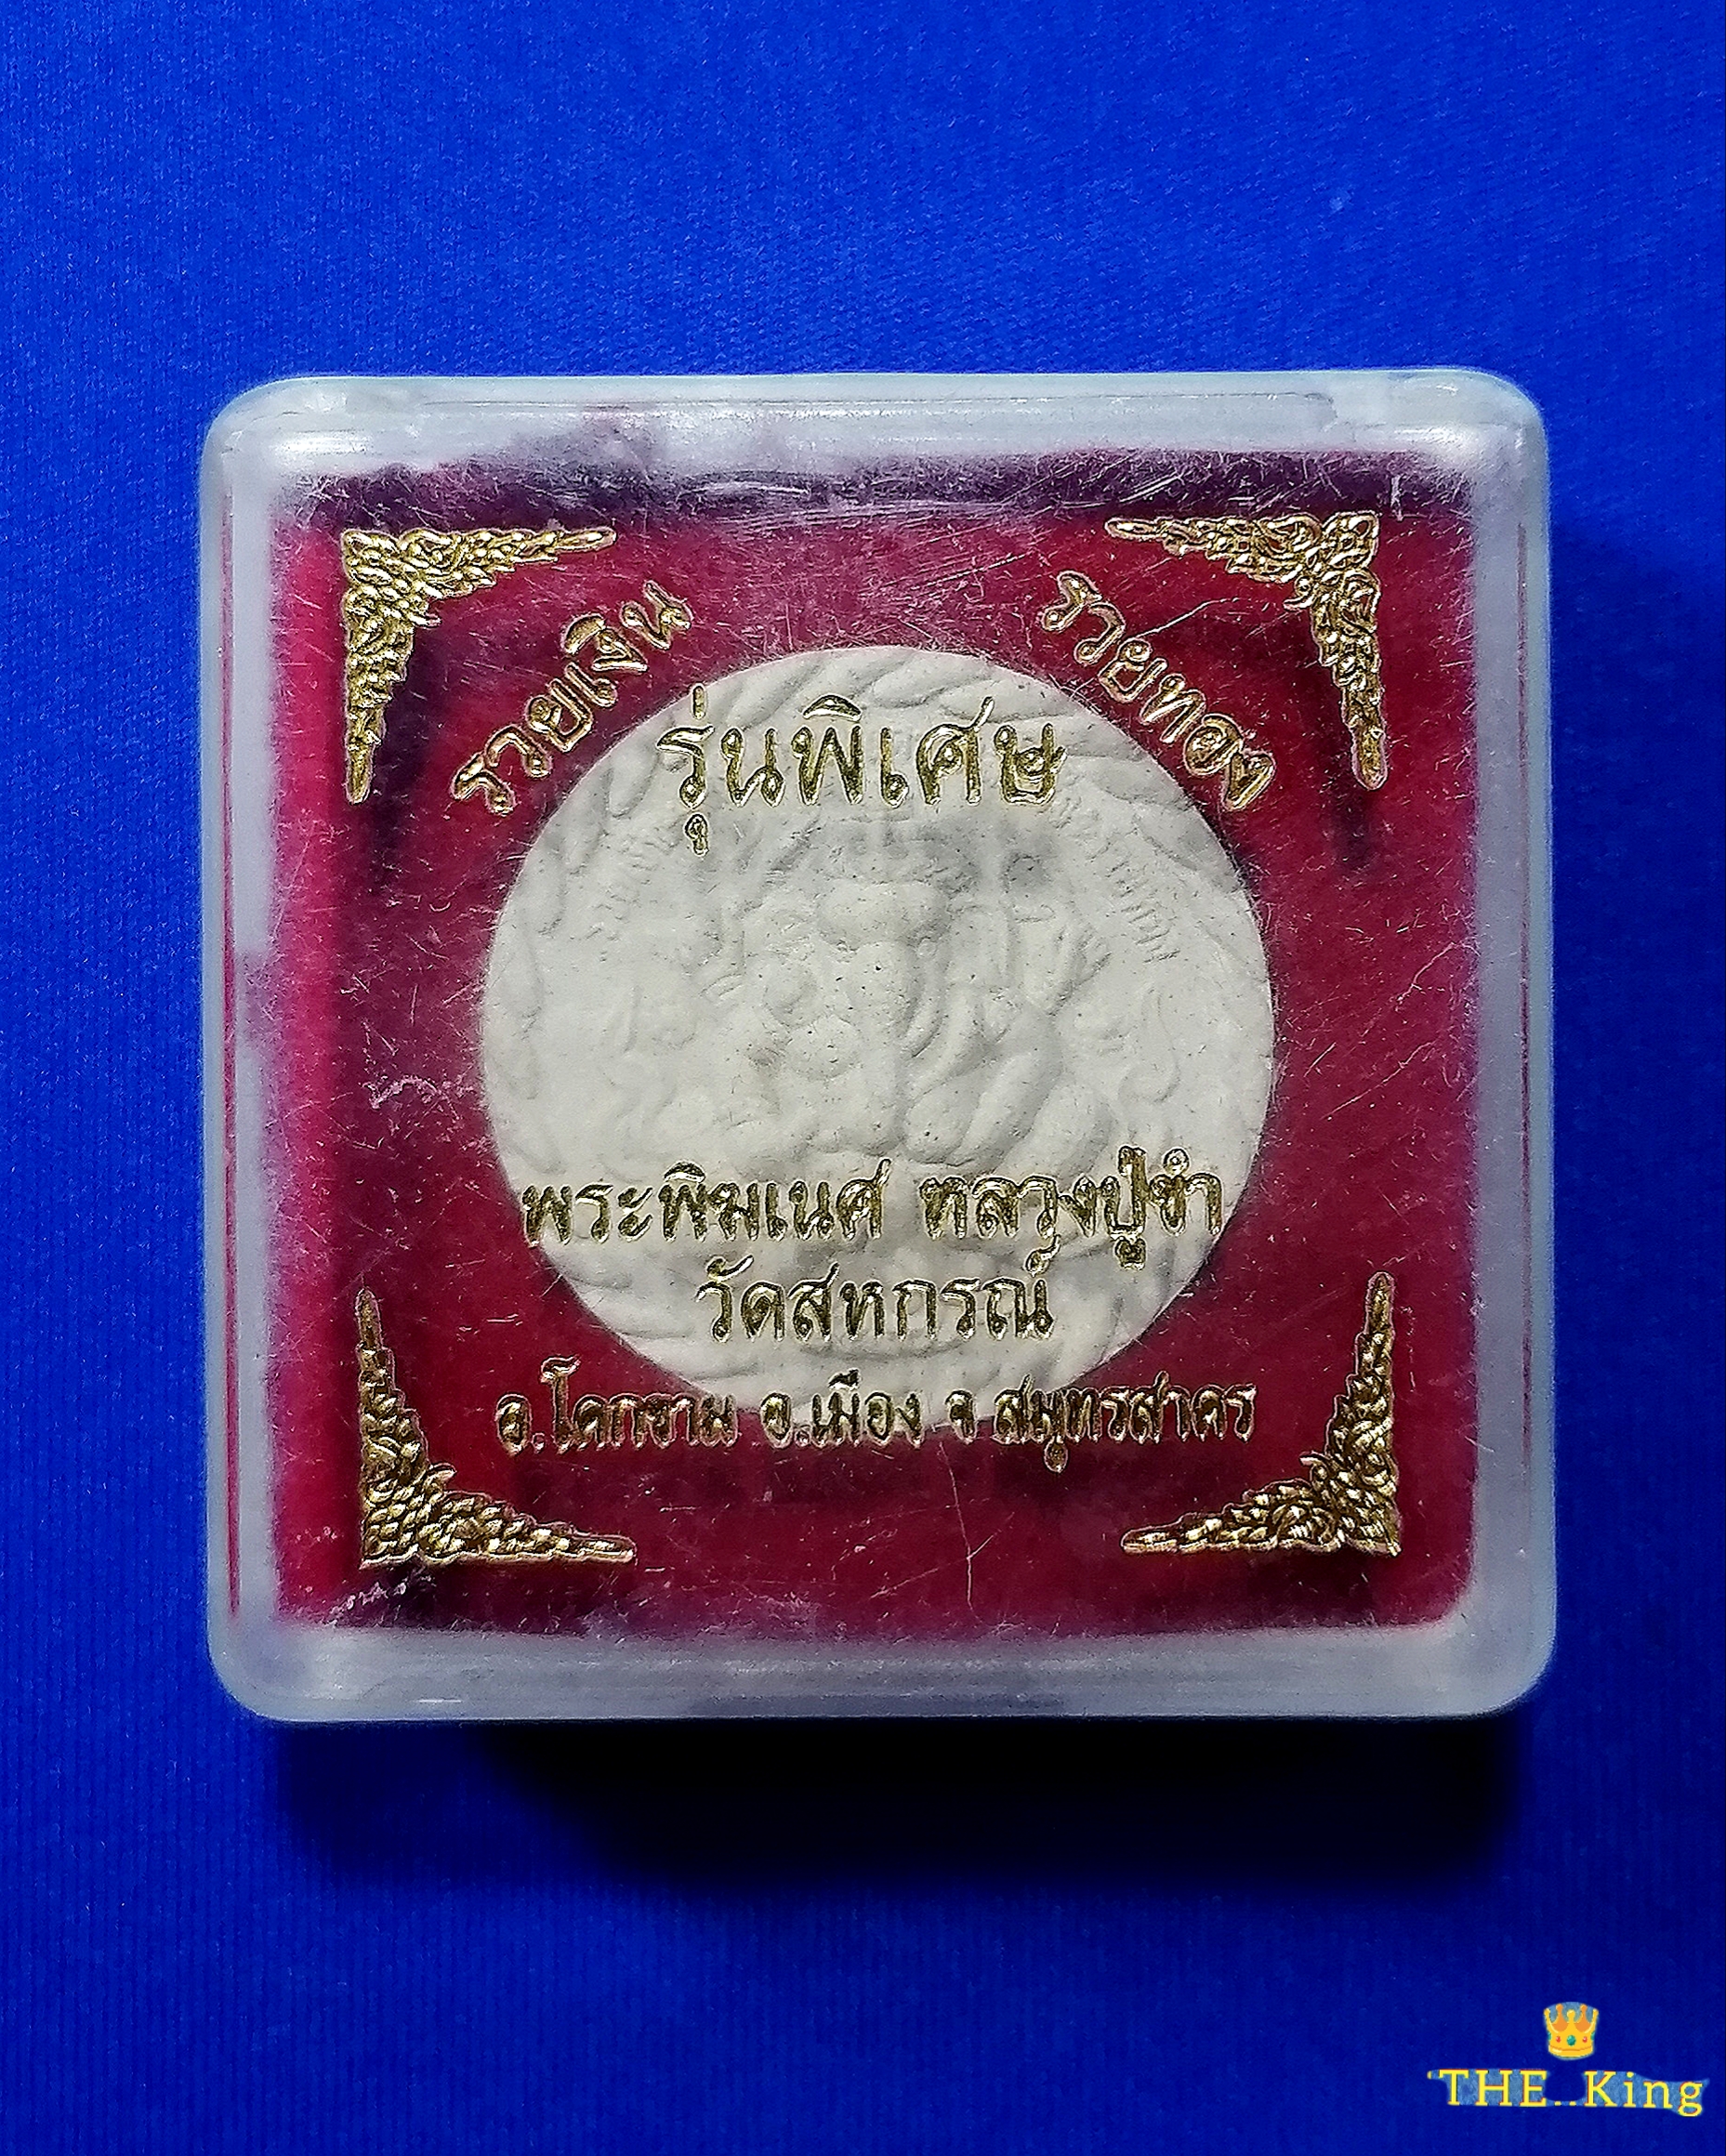 รวยเงิน
รวยทอง
รุ่นพิเศษ
พระพิฆเนศ หลวงปู่ขำ
วัดสหกรณ์
ต.โคกขาม อ.เมือง จ.สมุทรสาคร
THE..King